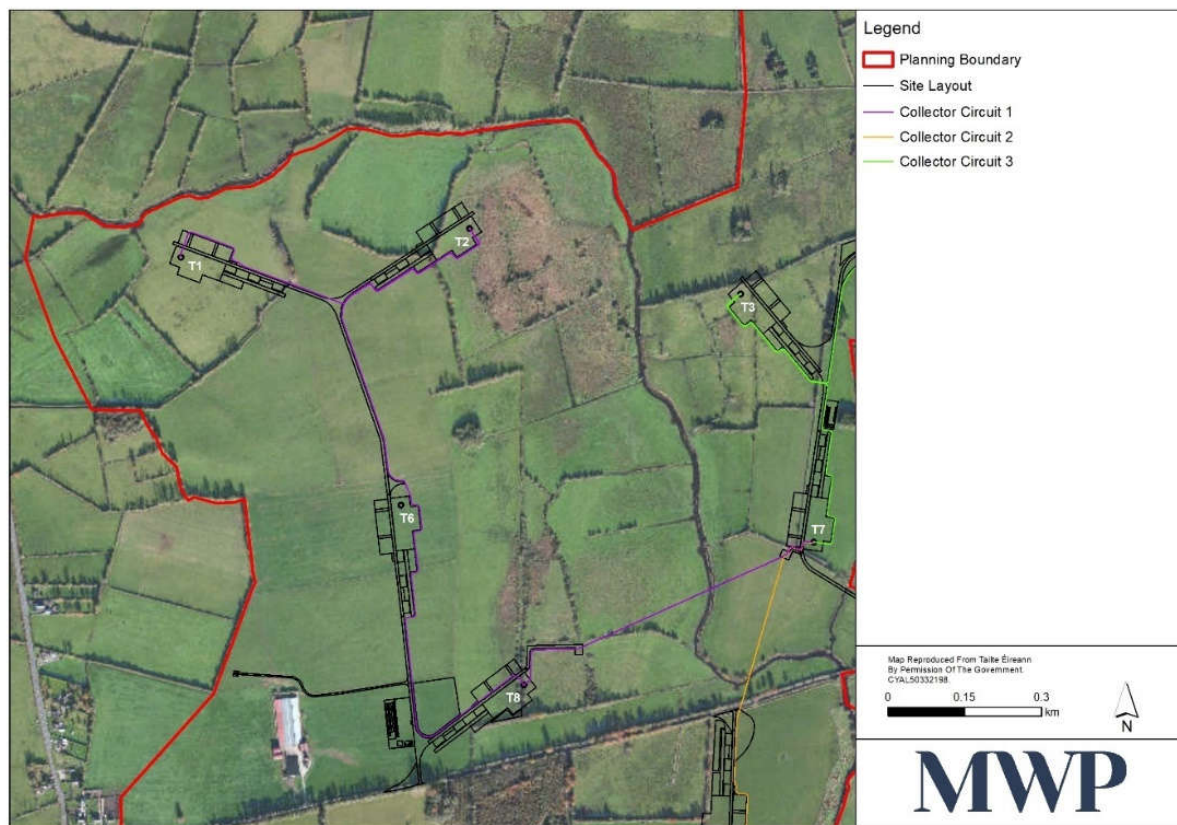 Legend
Planning Boundary
Site Layout
Collector Circuit 1
Collector Circuit 2
Collector Circuit 3
T1
T2
T3
T6
T7
T8
Map Reproduced From Tailte Éireann
By Permission Of The Government.
CYAL50332198.
0 0.15 0.3
km
N
MWP